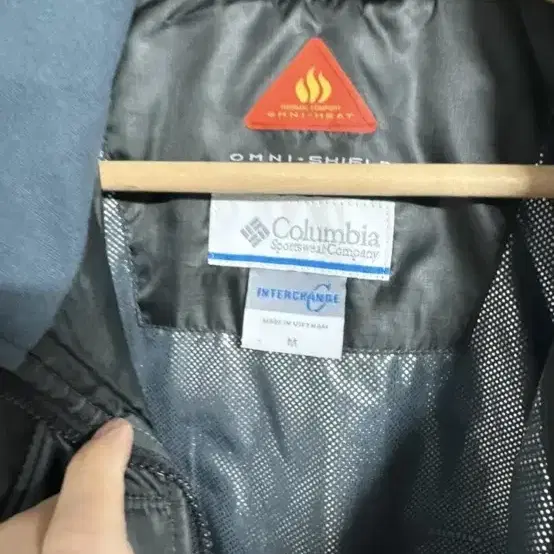 THERMAL COMFORT
OMNI-HEAT
OMNI-SHIELD
Columbia
Sportswear Company
INTERCHANGE
C
MADE IN VIETNAM
M